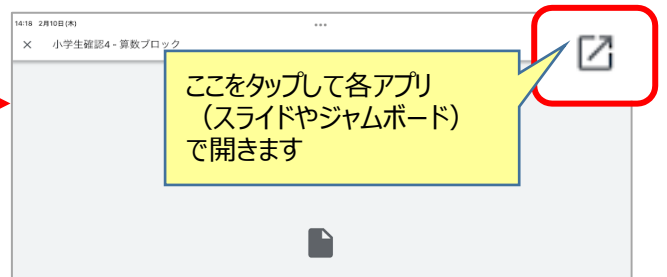 14:18 2月10日(木)
小学生確認4 - 算数ブロック
ここをタップして各アプリ
(スライドやジャムボード)
で開きます